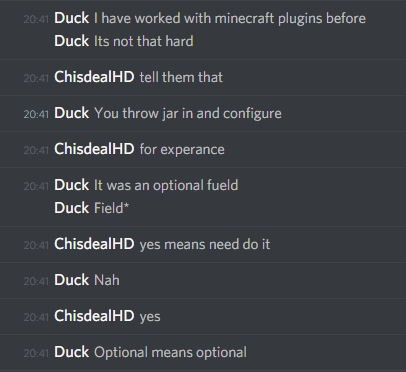 20:41 Duck I have worked with minecraft plugins before
Duck Its not that hard
20:41 ChisdealHD tell them that
20:41 Duck You throw jar in and configure
20:41 ChisdealHD for experance
20:41 Duck It was an optional fueld
Duck Field*
20:41 ChisdealHD yes means need do it
20:41 Duck Nah
20:41 ChisdealHD yes
20:41 Duck Optional means optional